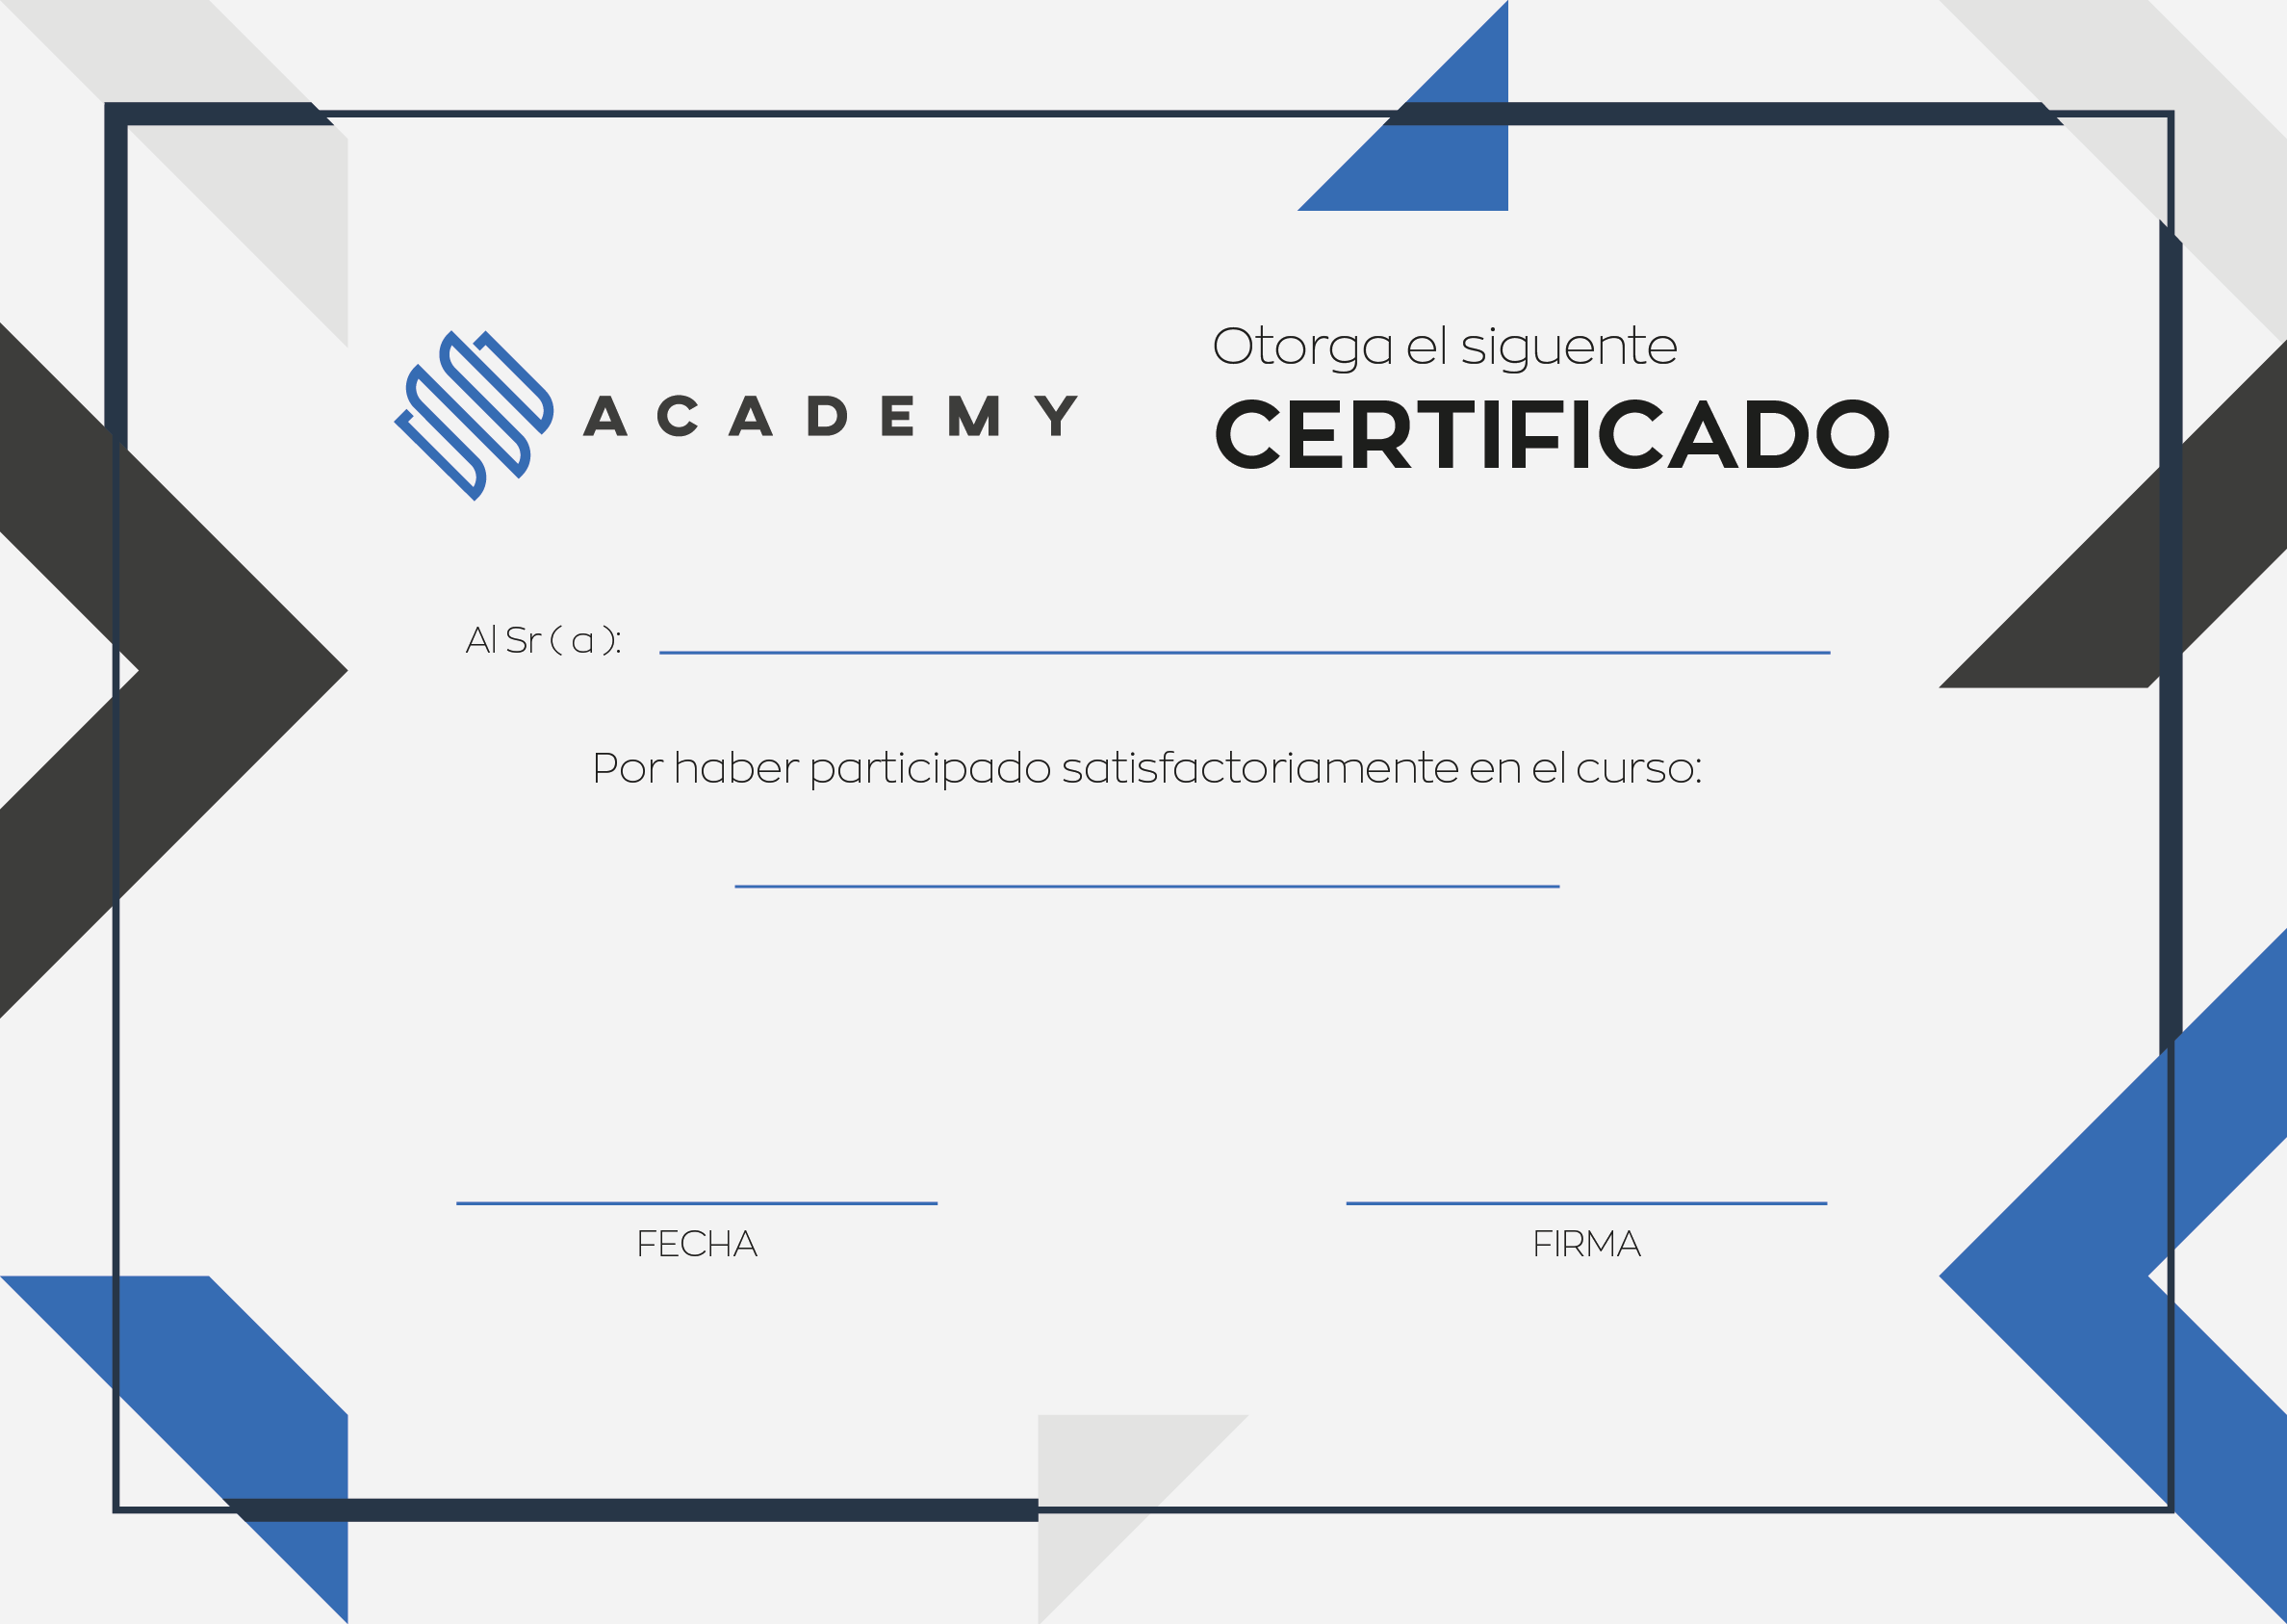 ACADEMY
Otorga el siguente
CERTIFICADO
Al Sr( a ):
Por haber participado satisfactoriamente en el curso:
FECHA
FIRMA